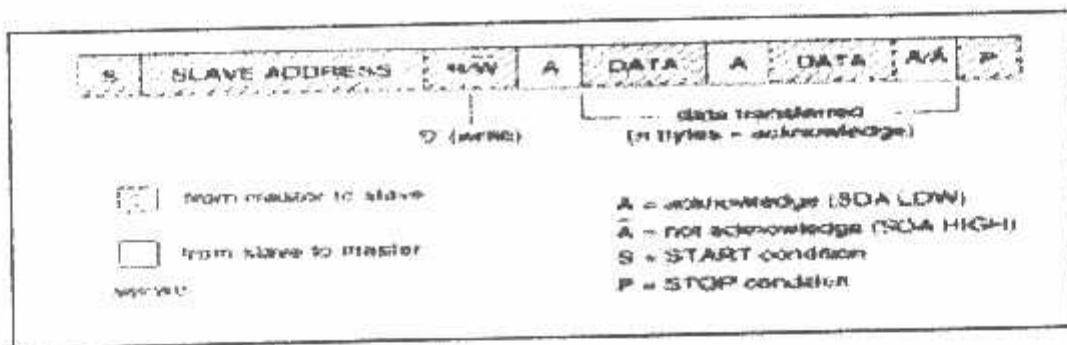 S SLAVE ADDRESS R/W̅ A DATA A DATA A/A̅ P
data transferred
0 (write) (n bytes + acknowledge)
from master to slave
from slave to master
A = acknowledge (SDA LOW)
A̅ = not acknowledge (SDA HIGH)
S = START condition
P = STOP condition